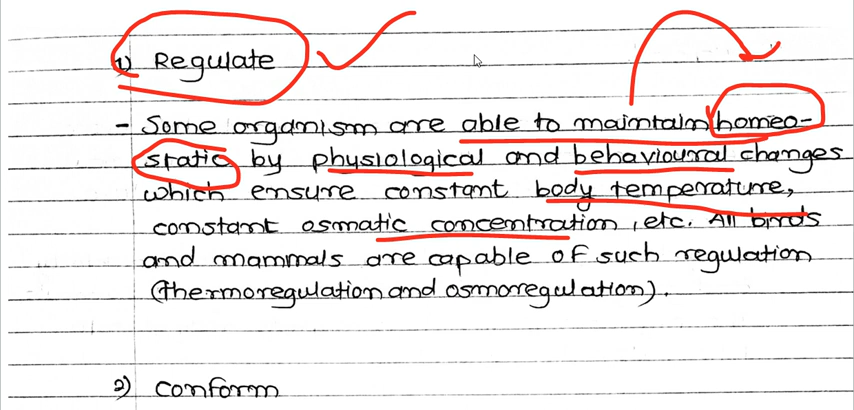 1) Regulate
- Some organism are able to maintain homeo-
static by physiological and behavioural changes
which ensure constant body temperature,
constant osmatic concentration, etc. All birds
and mammals are capable of such regulation
(thermoregulation and osmoregulation).
2) conform